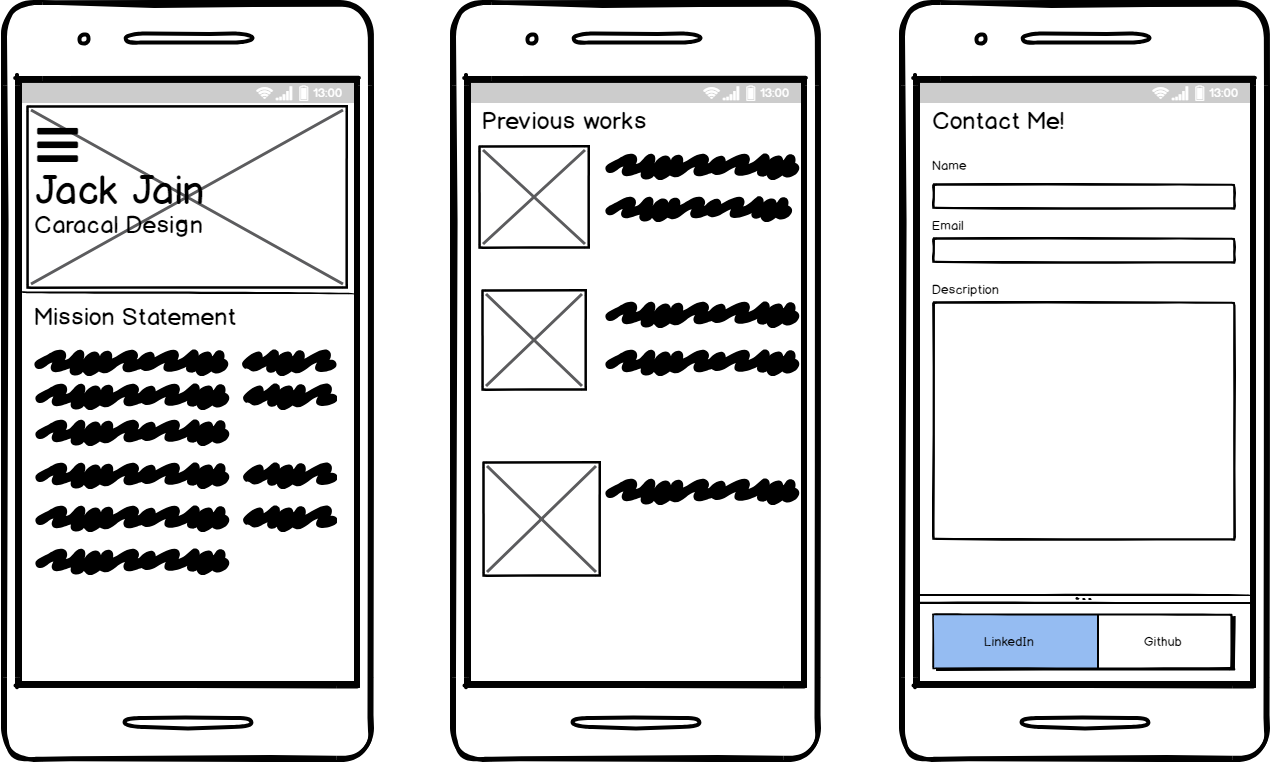 13:00
Jack Jain
Caracal Design
Mission Statement
13:00
Previous works
13:00
Contact Me!
Name
Email
Description
LinkedIn
Github